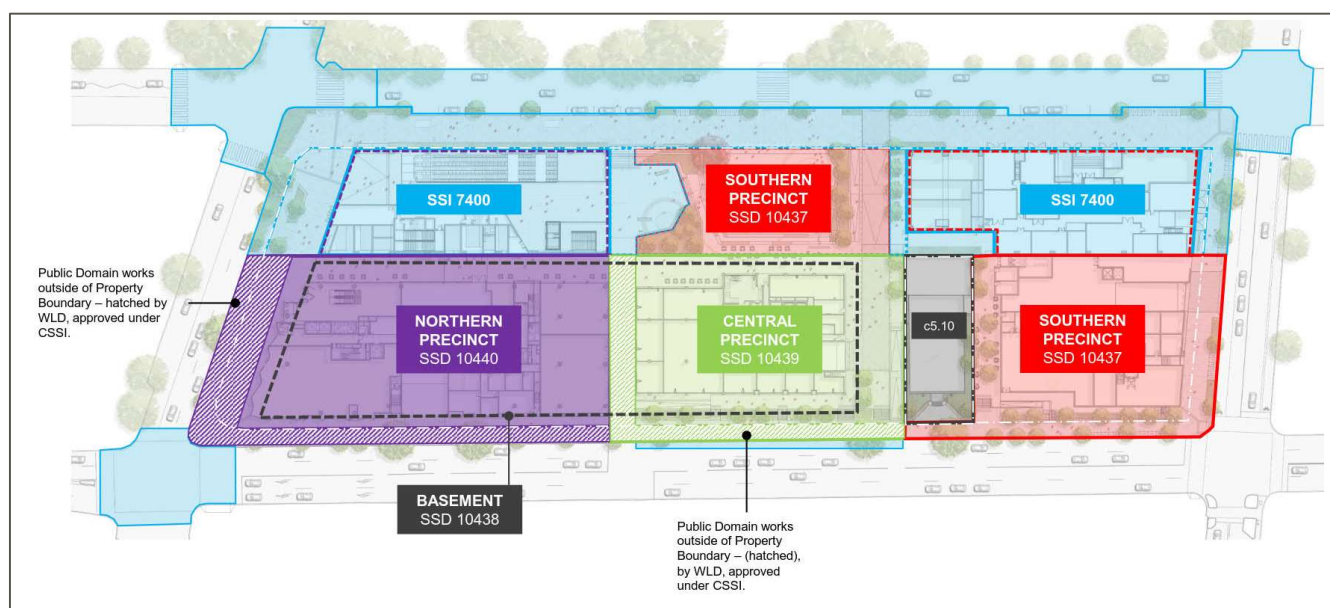 SSI 7400
SOUTHERN
PRECINCT
SSD 10437
SSI 7400
Public Domain works
outside of Property
Boundary – hatched by
WLD, approved under
CSSI.
NORTHERN
PRECINCT
SSD 10440
CENTRAL
PRECINCT
SSD 10439
c5.10
SOUTHERN
PRECINCT
SSD 10437
BASEMENT
SSD 10438
Public Domain works
outside of Property
Boundary – (hatched),
by WLD, approved
under CSSI.